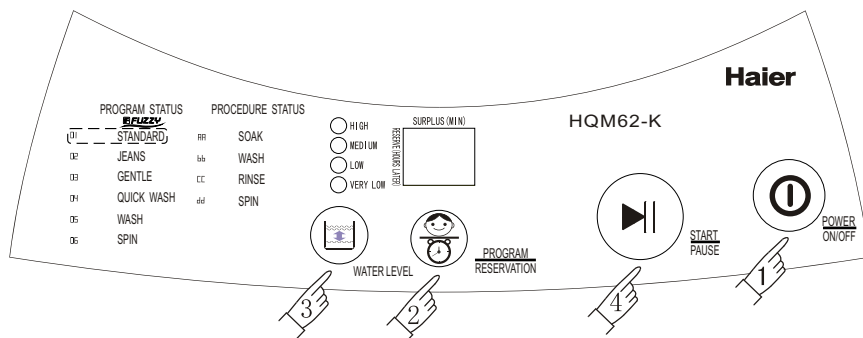 Haier
HQM62-K
PROGRAM STATUS
FUZZY
01 STANDARD
02 JEANS
03 GENTLE
04 QUICK WASH
05 WASH
06 SPIN
PROCEDURE STATUS
AA SOAK
bb WASH
CC RINSE
dd SPIN
HIGH
MEDIUM
LOW
VERY LOW
SURPLUS(MIN)
RESERVE(HOURS LATER)
WATER LEVEL
PROGRAM
RESERVATION
START
PAUSE
POWER
ON/OFF
3
2
4
1